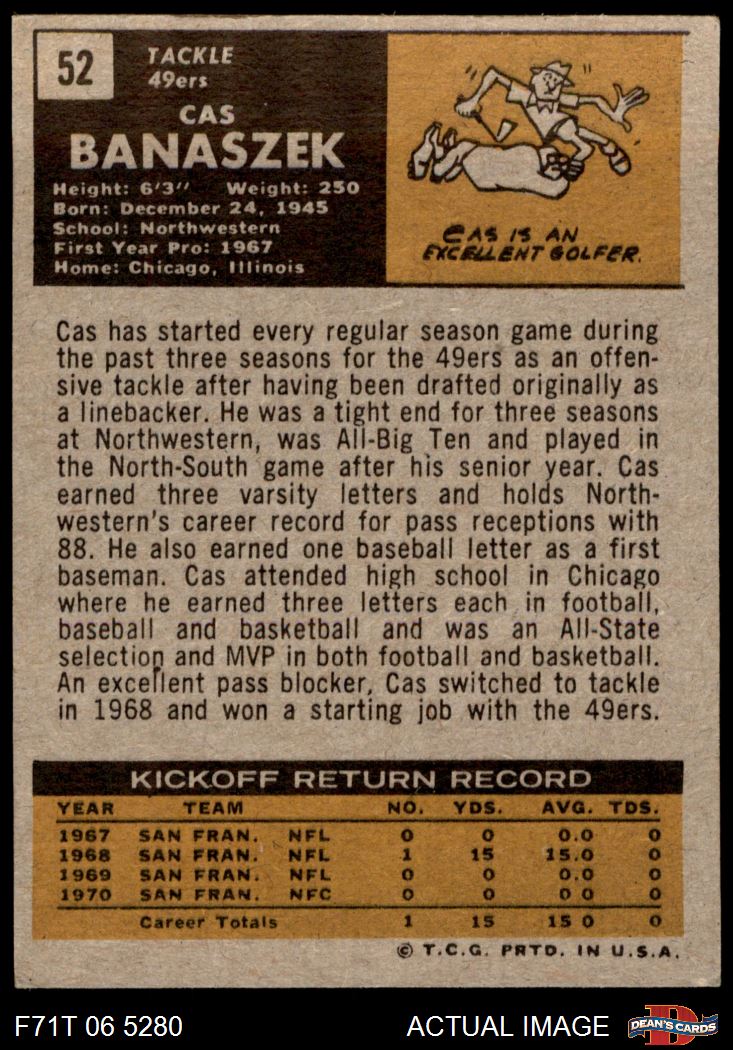 52
TACKLE
49ers
CAS
BANASZEK
Height: 6'3" Weight: 250
Born: December 24, 1945
School: Northwestern
First Year Pro: 1967
Home: Chicago, Illinois
CAS IS AN
EXCELLENT GOLFER.
Cas has started every regular season game during
the past three seasons for the 49ers as an offen-
sive tackle after having been drafted originally as
a linebacker. He was a tight end for three seasons
at Northwestern, was All-Big Ten and played in
the North-South game after his senior year. Cas
earned three varsity letters and holds North-
western's career record for pass receptions with
88. He also earned one baseball letter as a first
baseman. Cas attended high school in Chicago
where he earned three letters each in football,
baseball and basketball and was an All-State
selection and MVP in both football and basketball.
An excellent pass blocker, Cas switched to tackle
in 1968 and won a starting job with the 49ers.
KICKOFF RETURN RECORD
YEAR TEAM NO. YDS. AVG. TDS.
1967 SAN FRAN. NFL 0 0 0.0 0
1968 SAN FRAN. NFL 1 15 15.0 0
1969 SAN FRAN. NFL 0 0 0.0 0
1970 SAN FRAN. NFC 0 0 0 0 0
Career Totals 1 15 15 0 0
© T.C.G. PRTD. IN U.S.A.
F71T 06 5280 ACTUAL IMAGE D DEAN'S CARDS